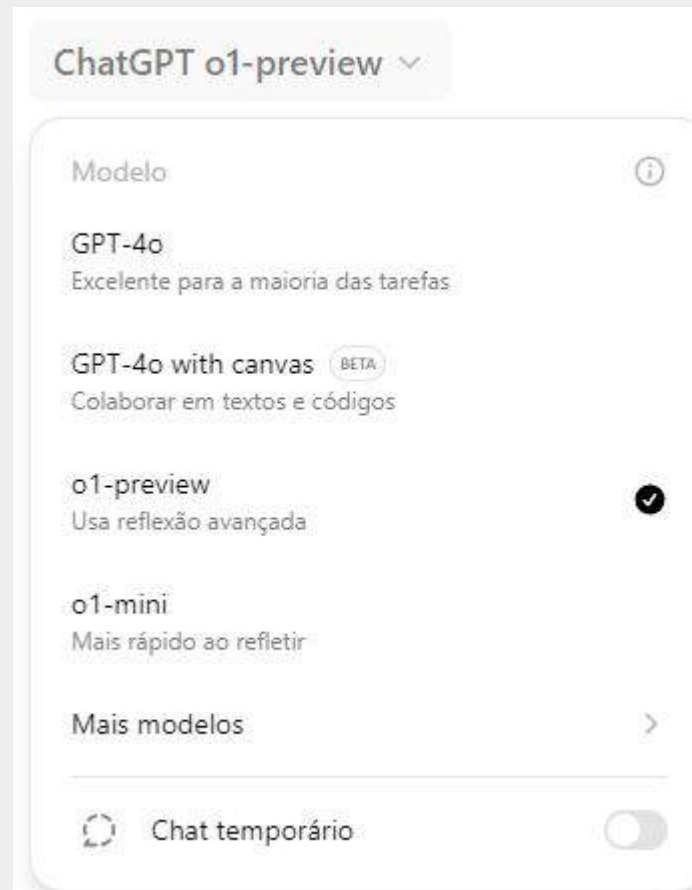 ChatGPT o1-preview
Modelo
GPT-4o
Excelente para a maioria das tarefas
GPT-4o with canvas BETA
Colaborar em textos e códigos
o1-preview
Usa reflexão avançada
o1-mini
Mais rápido ao refletir
Mais modelos
Chat temporário